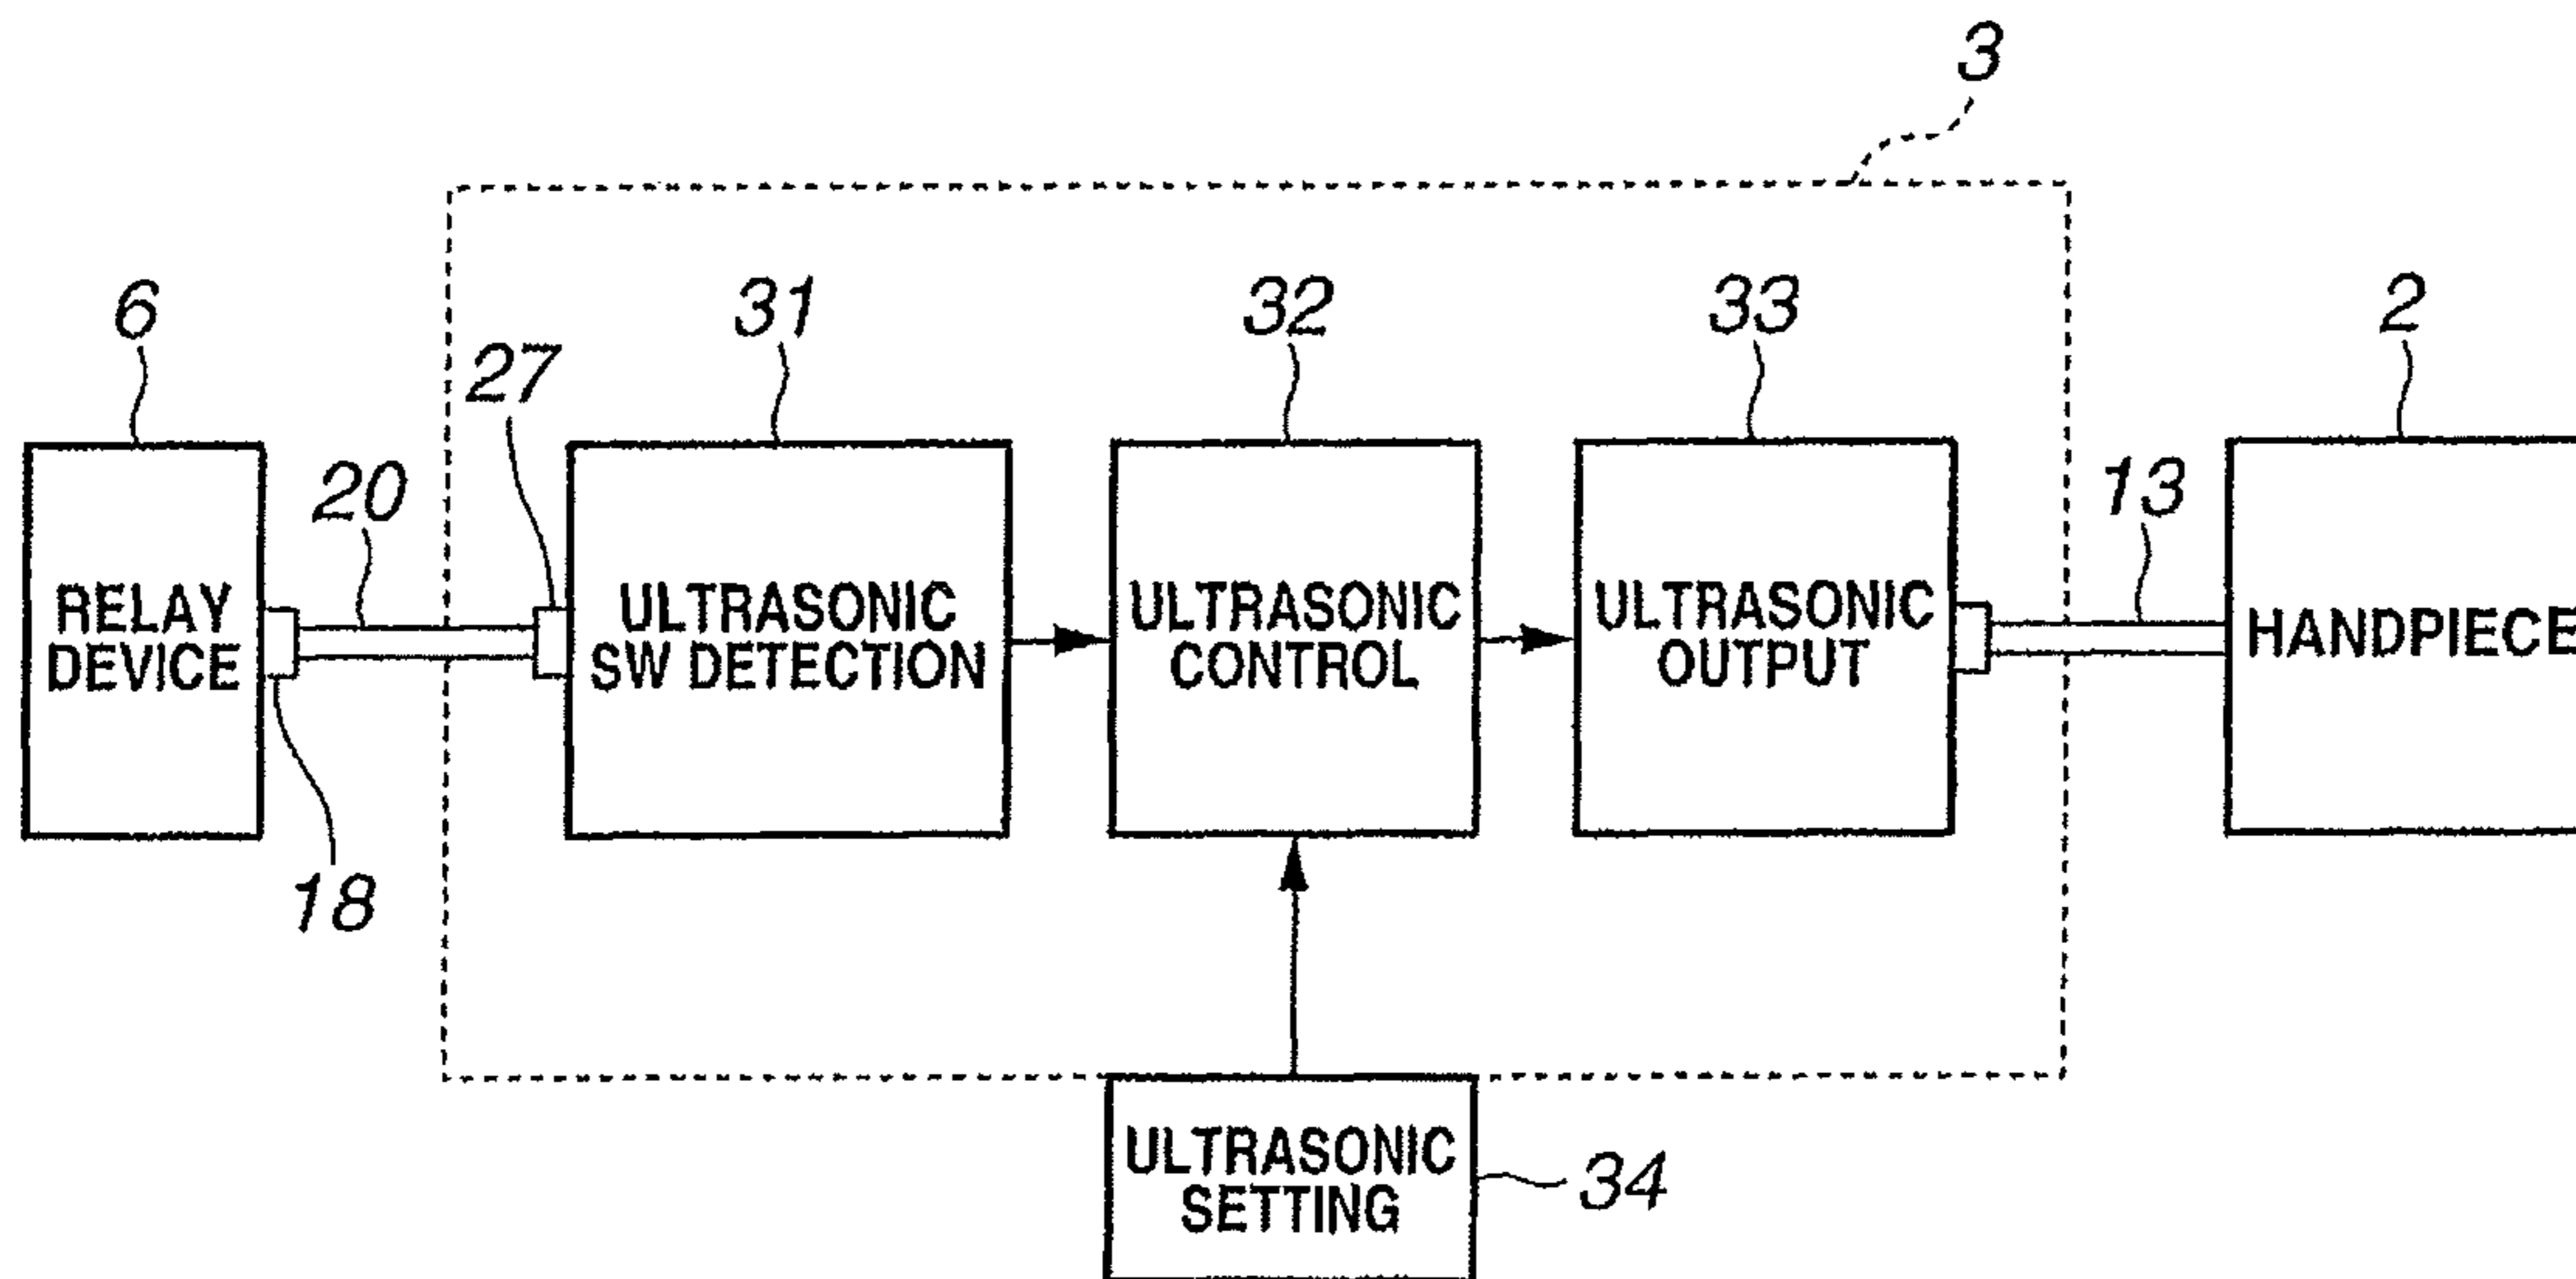 3
6
31
32
33
2
27
20
13
RELAY
DEVICE
ULTRASONIC
SW DETECTION
ULTRASONIC
CONTROL
ULTRASONIC
OUTPUT
HANDPIECE
18
ULTRASONIC
SETTING
34